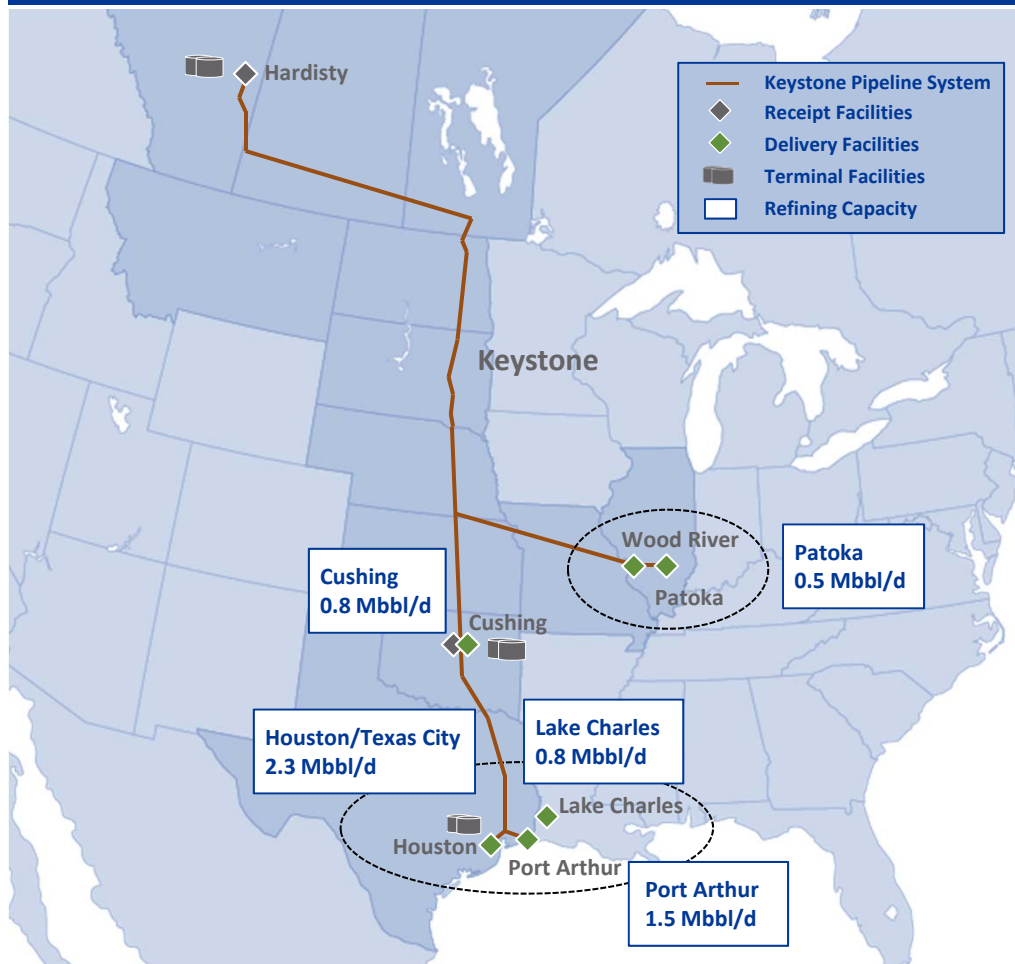 Hardisty
Keystone Pipeline System
Receipt Facilities
Delivery Facilities
Terminal Facilities
Refining Capacity
Keystone
Wood River
Patoka
Patoka
0.5 Mbbl/d
Cushing
0.8 Mbbl/d
Cushing
Houston/Texas City
2.3 Mbbl/d
Lake Charles
0.8 Mbbl/d
Lake Charles
Houston
Port Arthur
Port Arthur
1.5 Mbbl/d